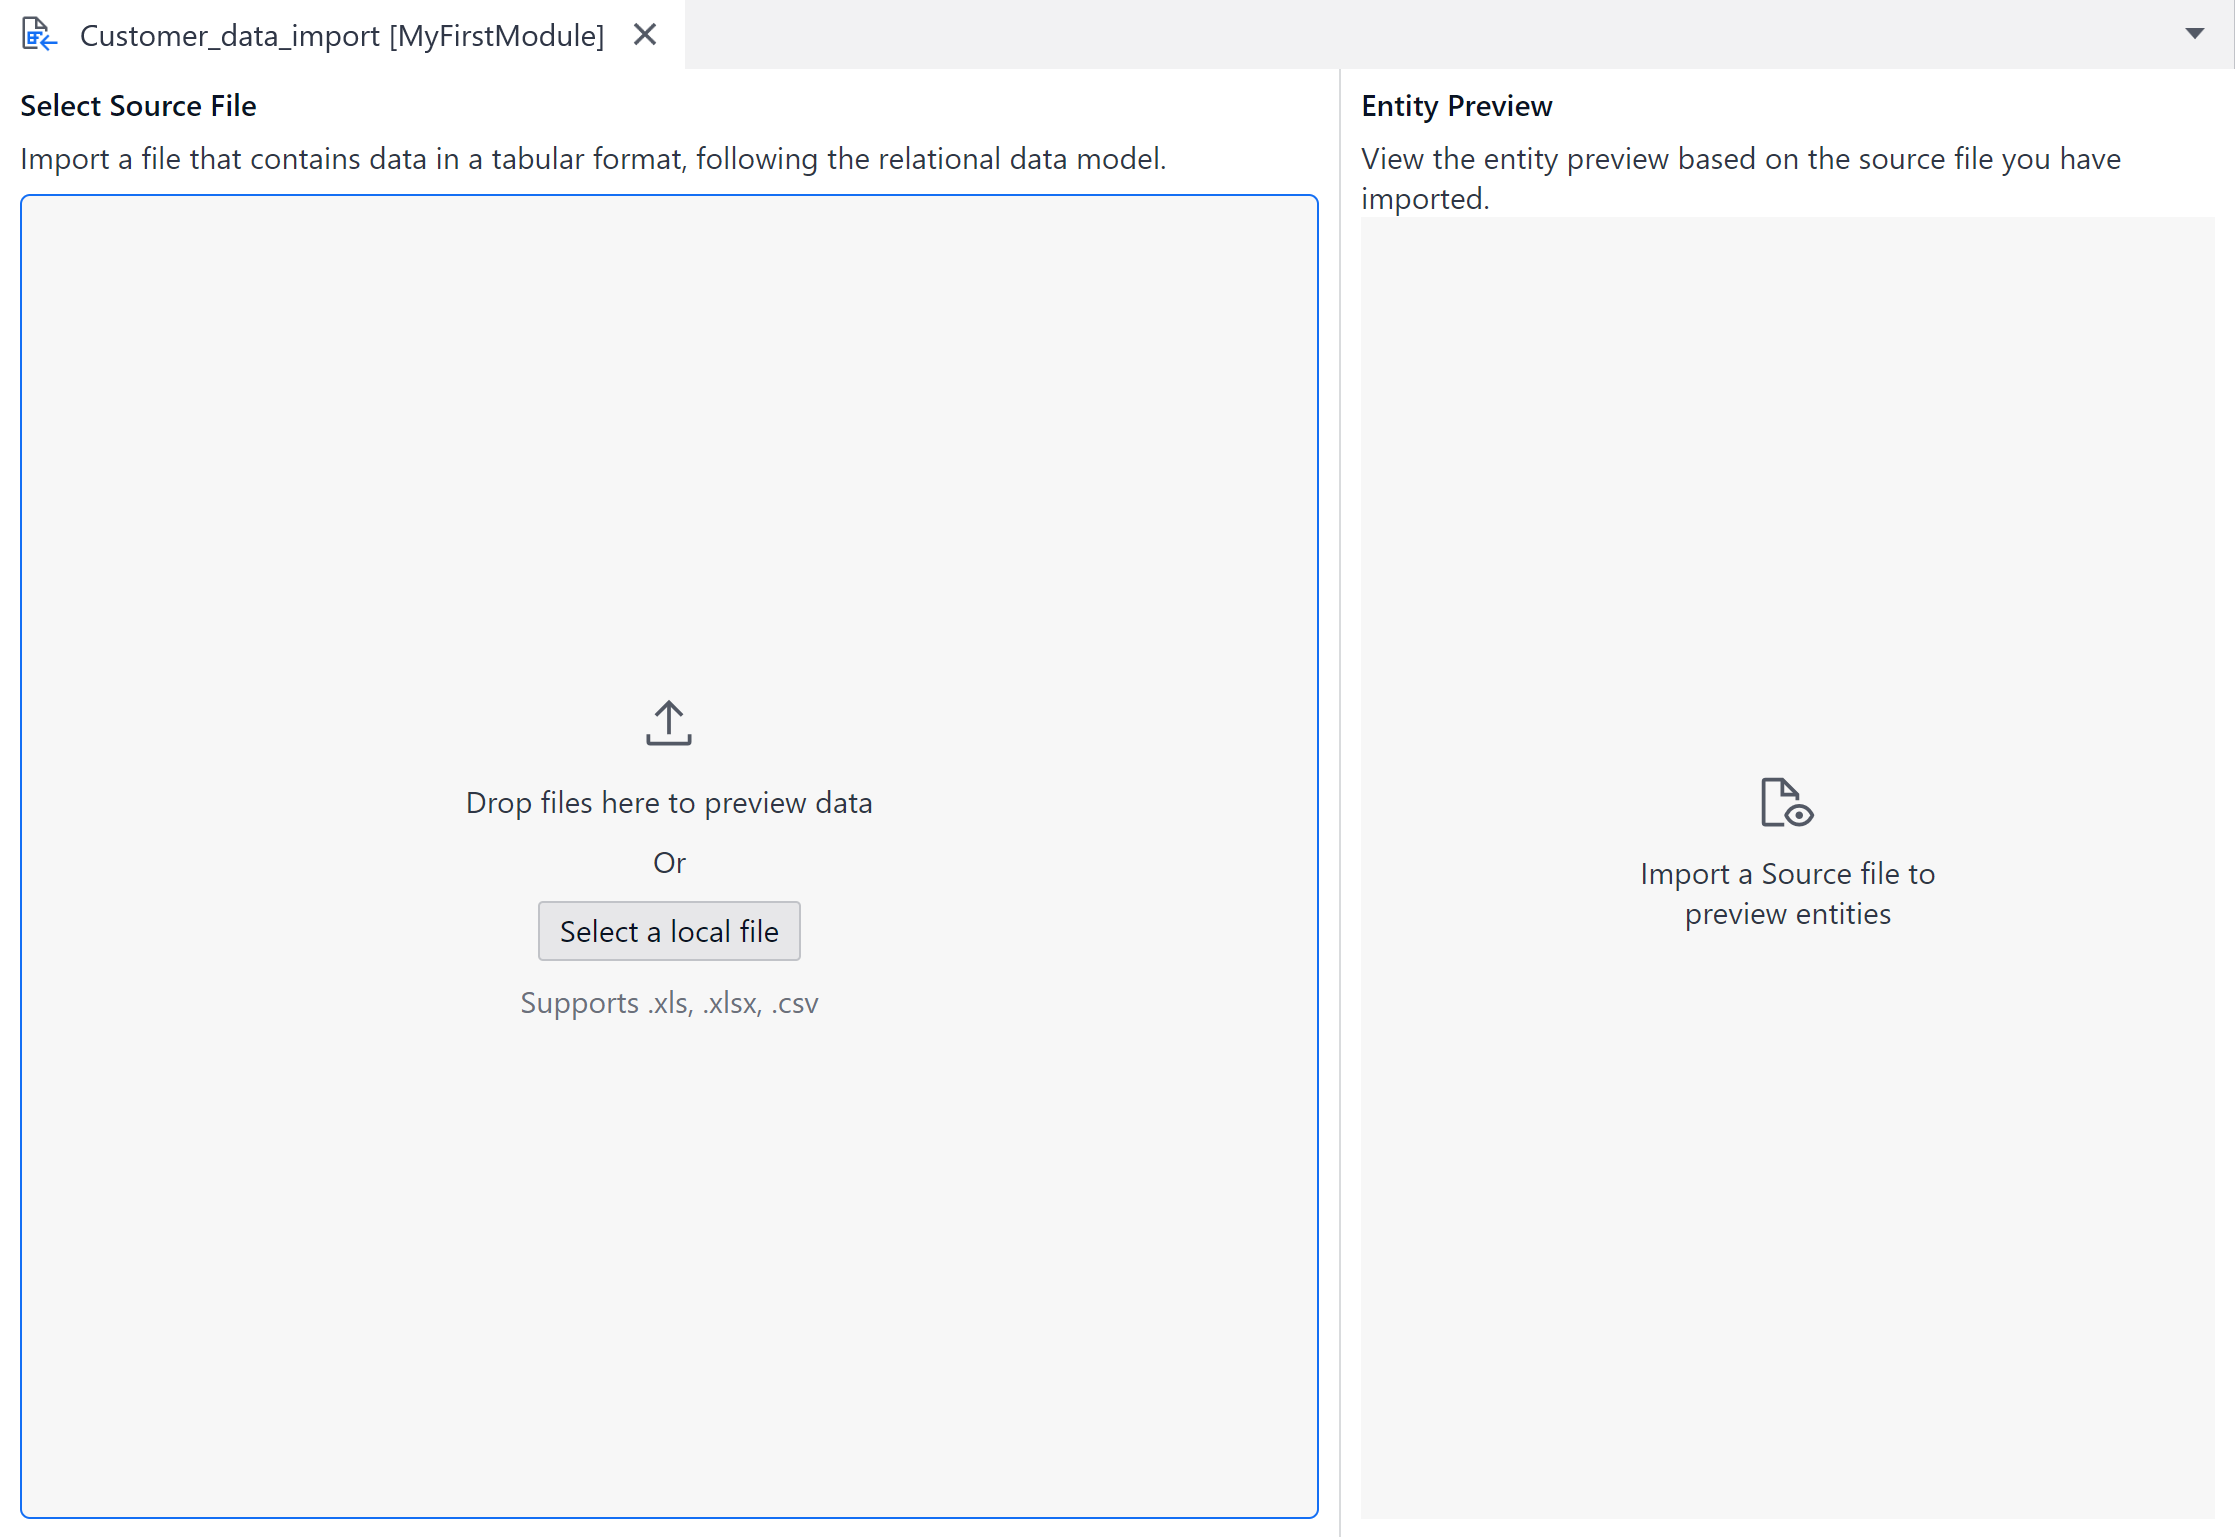 Customer_data_import [MyFirstModule]
Select Source File
Import a file that contains data in a tabular format, following the relational data model.
Drop files here to preview data
Or
Select a local file
Supports .xls, .xlsx, .csv
Entity Preview
View the entity preview based on the source file you have
imported.
Import a Source file to
preview entities